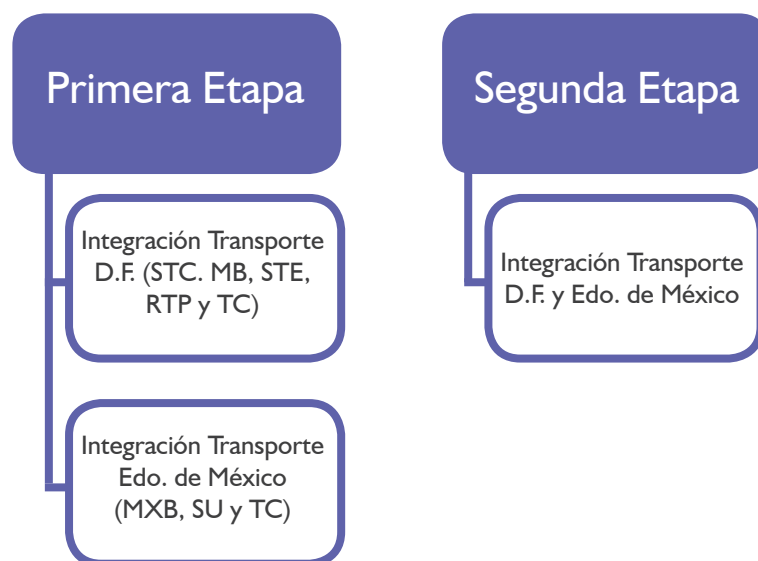 Primera Etapa
Integración Transporte
D.F. (STC. MB, STE,
RTP y TC)
Integración Transporte
Edo. de México
(MXB, SU y TC)
Segunda Etapa
Integración Transporte
D.F. y Edo. de México